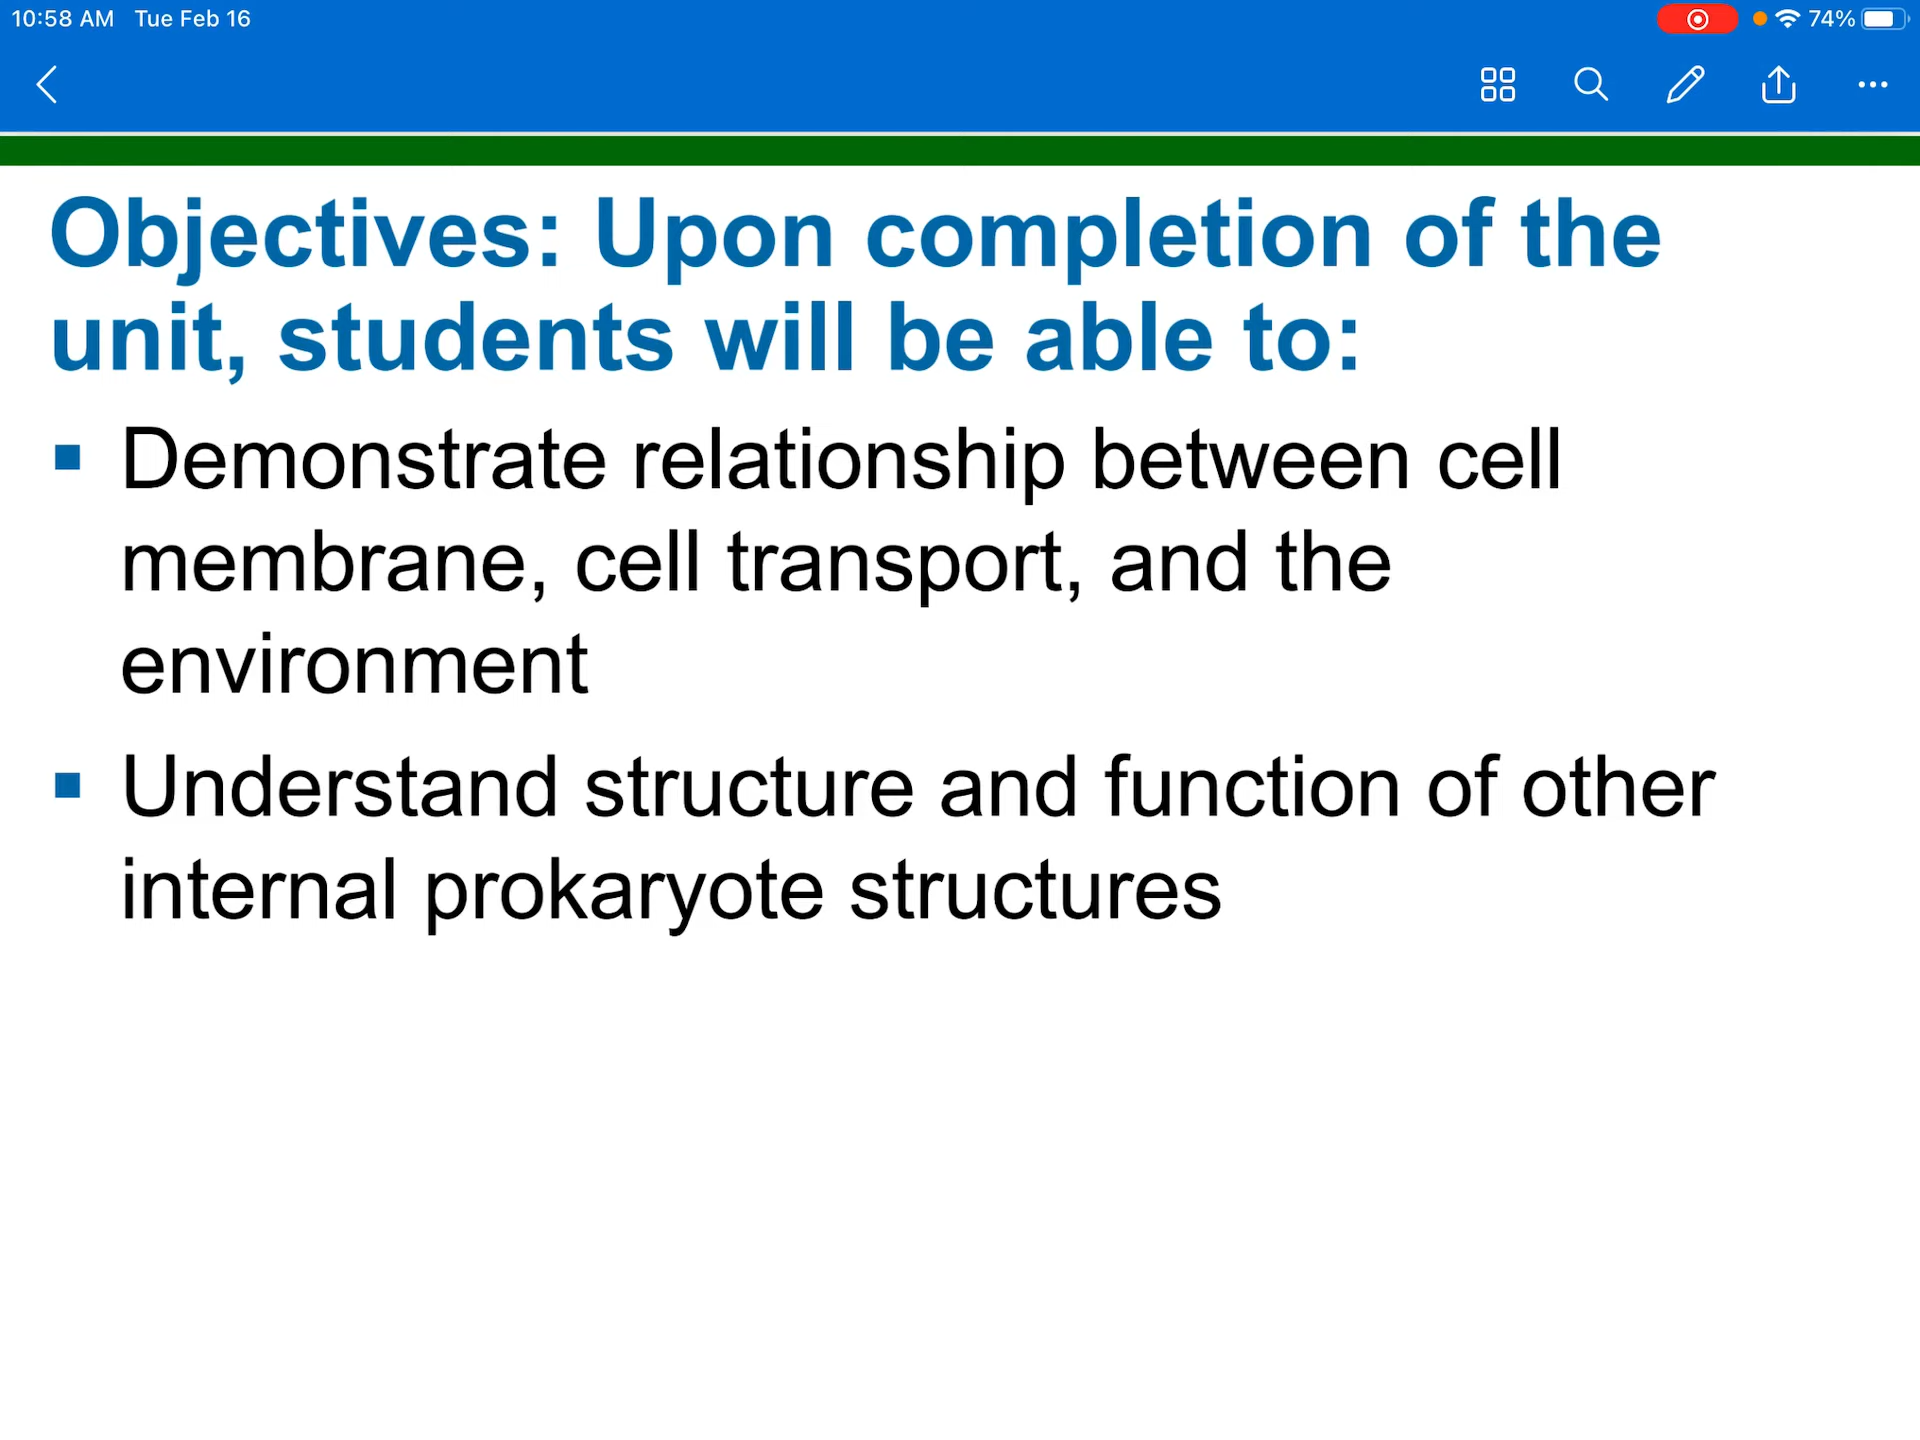 10:58 AM Tue Feb 16
74%
Objectives: Upon completion of the
unit, students will be able to:
Demonstrate relationship between cell
membrane, cell transport, and the
environment
Understand structure and function of other
internal prokaryote structures